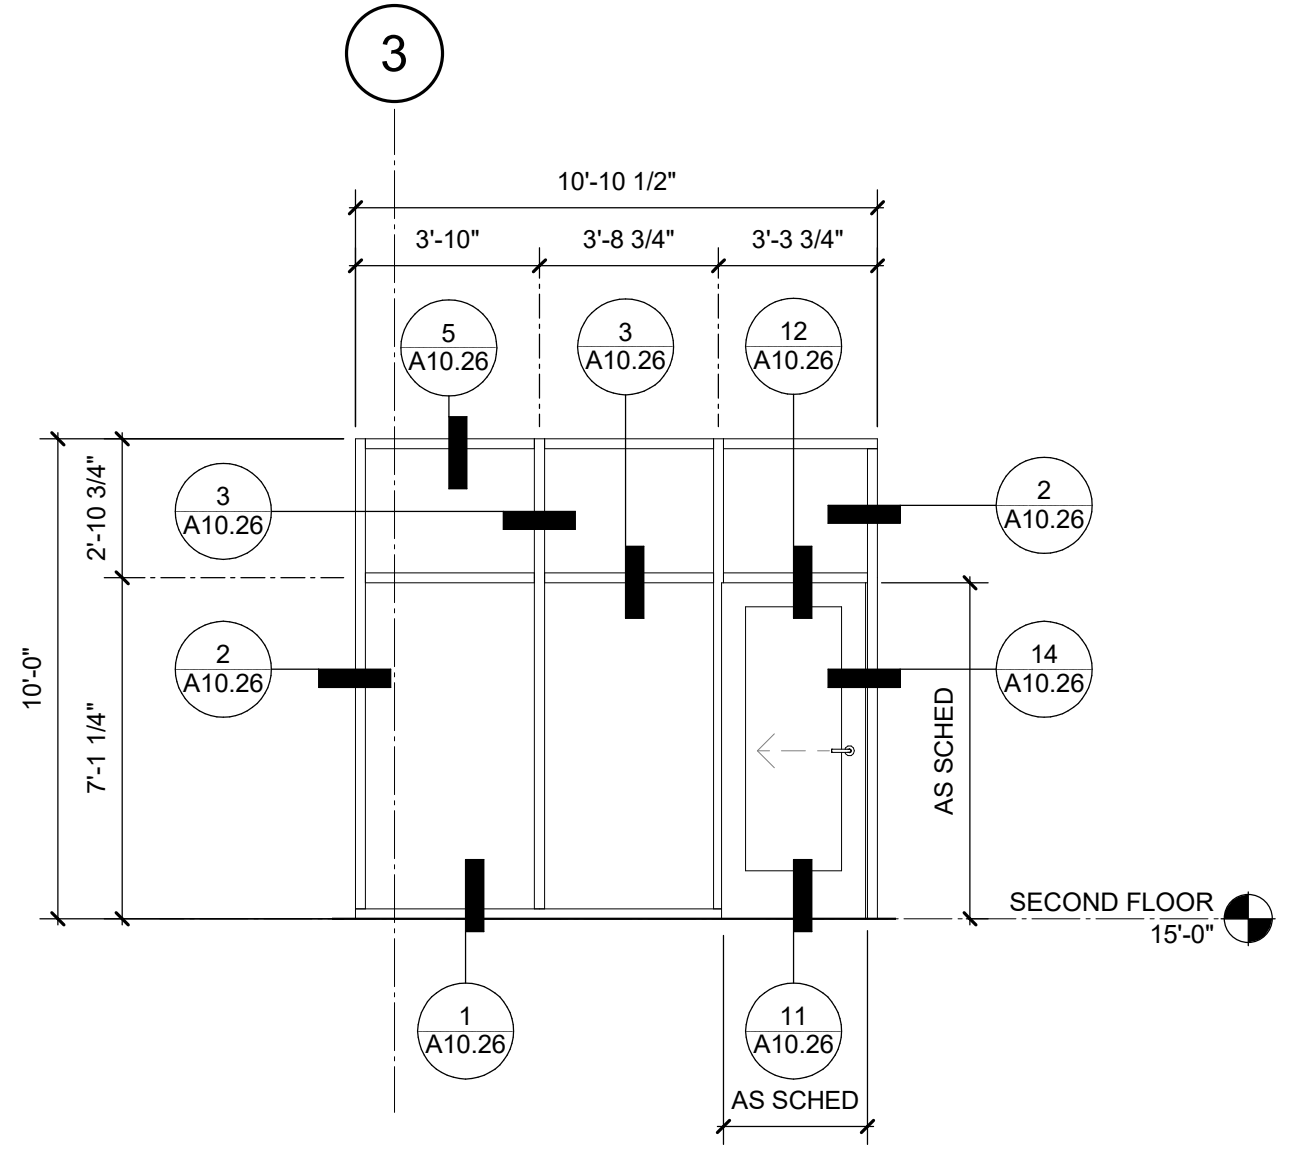 3
10'-10 1/2"
3'-10"
3'-8 3/4"
3'-3 3/4"
5
A10.26
3
A10.26
12
A10.26
2'-10 3/4"
3
A10.26
2
A10.26
10'-0"
7'-1 1/4"
2
A10.26
14
A10.26
AS SCHED
SECOND FLOOR
15'-0"
1
A10.26
11
A10.26
AS SCHED